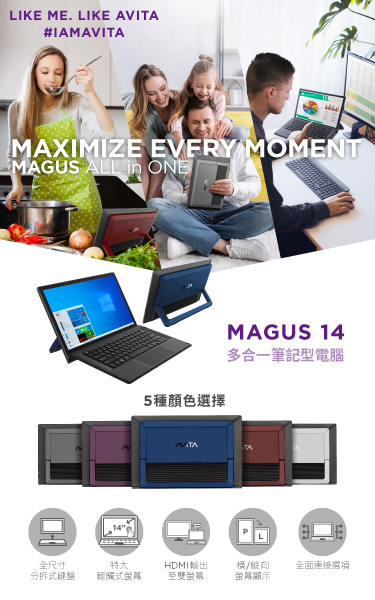 LIKE ME. LIKE AVITA
#IAMAVITA
MAXIMIZE EVERY MOMENT
MAGUS ALL in ONE
MAGUS 14
多合一筆記型電腦
5種顏色選擇
AVITA
14"
P L
全尺寸
分拆式鍵盤
特大
輕觸式螢幕
HDMI輸出
至雙螢幕
橫/縱向
螢幕顯示
全面連接選項